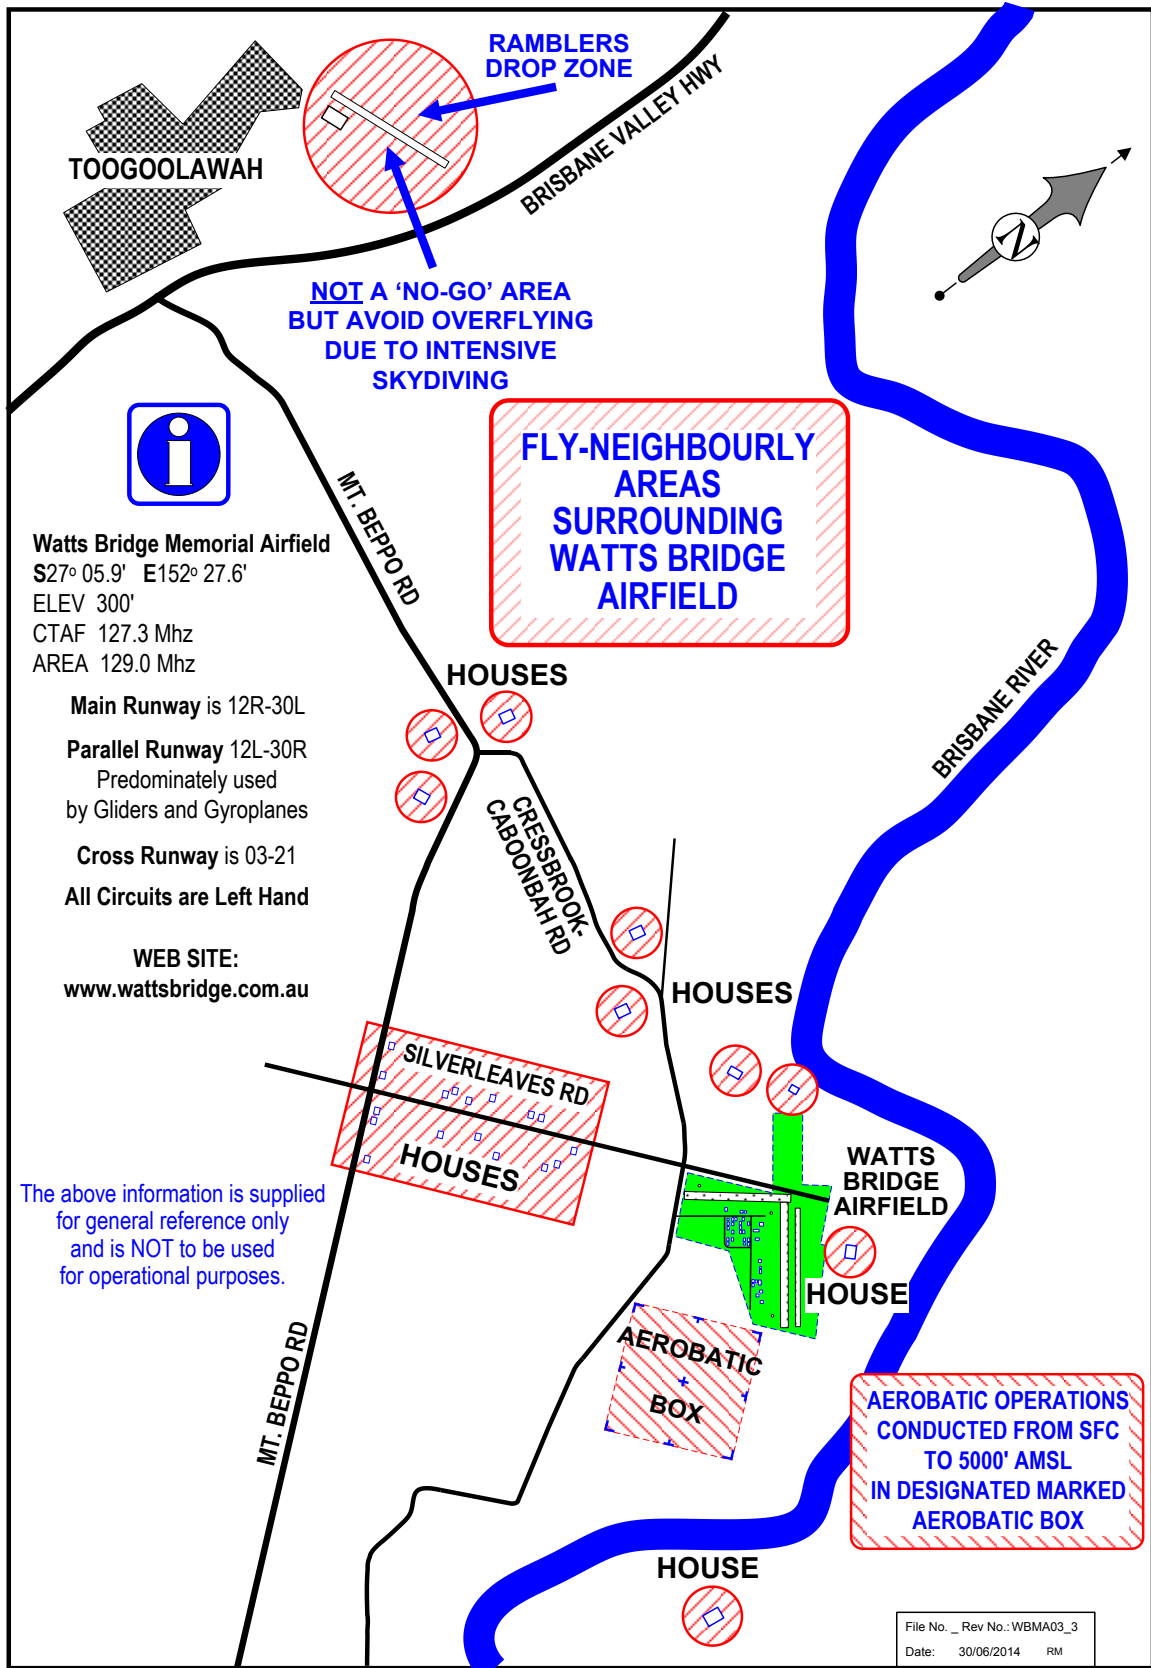 RAMBLERS
DROP ZONE
BRISBANE VALLEY HWY
TOOGOOLAWAH
N
NOT A ‘NO-GO’ AREA
BUT AVOID OVERFLYING
DUE TO INTENSIVE
SKYDIVING
i
FLY-NEIGHBOURLY
AREAS
SURROUNDING
WATTS BRIDGE
AIRFIELD
MT. BEPPO RD
Watts Bridge Memorial Airfield
S27º 05.9' E152º 27.6'
ELEV 300'
CTAF 127.3 Mhz
AREA 129.0 Mhz
Main Runway is 12R-30L
Parallel Runway 12L-30R
Predominately used
by Gliders and Gyroplanes
Cross Runway is 03-21
All Circuits are Left Hand
WEB SITE:
www.wattsbridge.com.au
HOUSES
BRISBANE RIVER
CRESSBROOK-
CABOONBAH RD
HOUSES
SILVERLEAVES RD
HOUSES
WATTS
BRIDGE
AIRFIELD
HOUSE
The above information is supplied
for general reference only
and is NOT to be used
for operational purposes.
MT. BEPPO RD
AEROBATIC
BOX
AEROBATIC OPERATIONS
CONDUCTED FROM SFC
TO 5000' AMSL
IN DESIGNATED MARKED
AEROBATIC BOX
HOUSE
File No. _ Rev No.: WBMA03_3
Date: 30/06/2014 RM